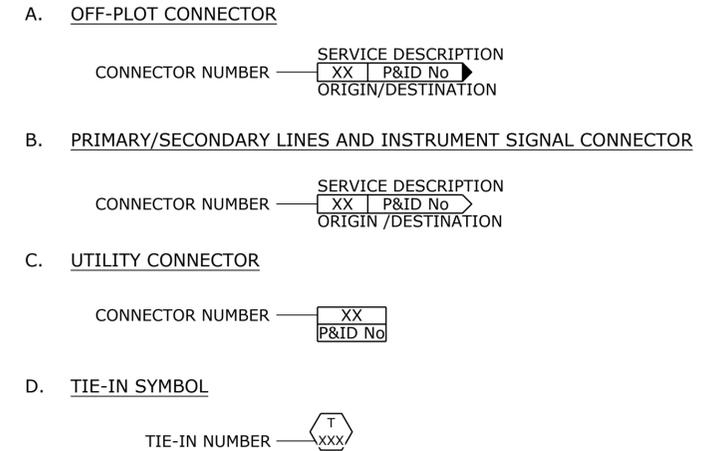 A. OFF-PLOT CONNECTOR
SERVICE DESCRIPTION
CONNECTOR NUMBER XX P&ID No
ORIGIN/DESTINATION
B. PRIMARY/SECONDARY LINES AND INSTRUMENT SIGNAL CONNECTOR
SERVICE DESCRIPTION
CONNECTOR NUMBER XX P&ID No
ORIGIN /DESTINATION
C. UTILITY CONNECTOR
CONNECTOR NUMBER XX
P&ID No
D. TIE-IN SYMBOL
T
TIE-IN NUMBER XXX